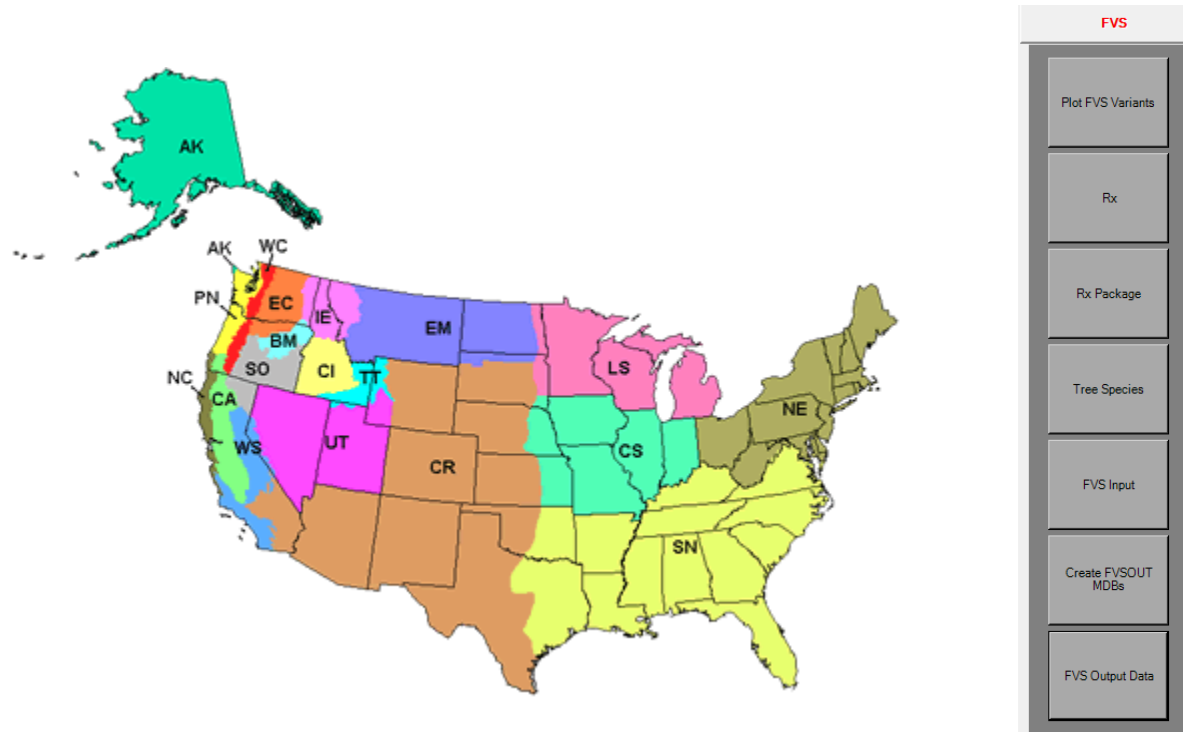 AK
AK
WC
PN
EC
IE
EM
BM
LS
SO
CI
TT
NC
CA
NE
WS
UT
CR
CS
SN
FVS
Plot FVS Variants
Rx
Rx Package
Tree Species
FVS Input
Create FVSOUT
MDBs
FVS Output Data